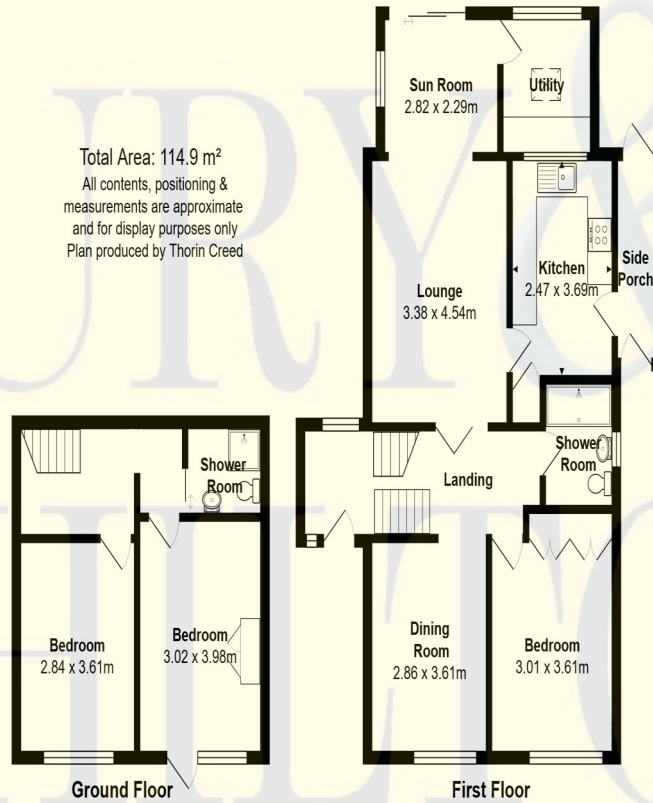 Total Area: 114.9 m²
All contents, positioning &
measurements are approximate
and for display purposes only
Plan produced by Thorin Creed
Sun Room
2.82 x 2.29m
Utility
Lounge
3.38 x 4.54m
Kitchen
2.47 x 3.69m
Side
Porch
Shower
Room
Landing
Dining
Room
2.86 x 3.61m
Bedroom
3.01 x 3.61m
First Floor
Shower
Room
Bedroom
2.84 x 3.61m
Bedroom
3.02 x 3.98m
Ground Floor
URY&
HILTO